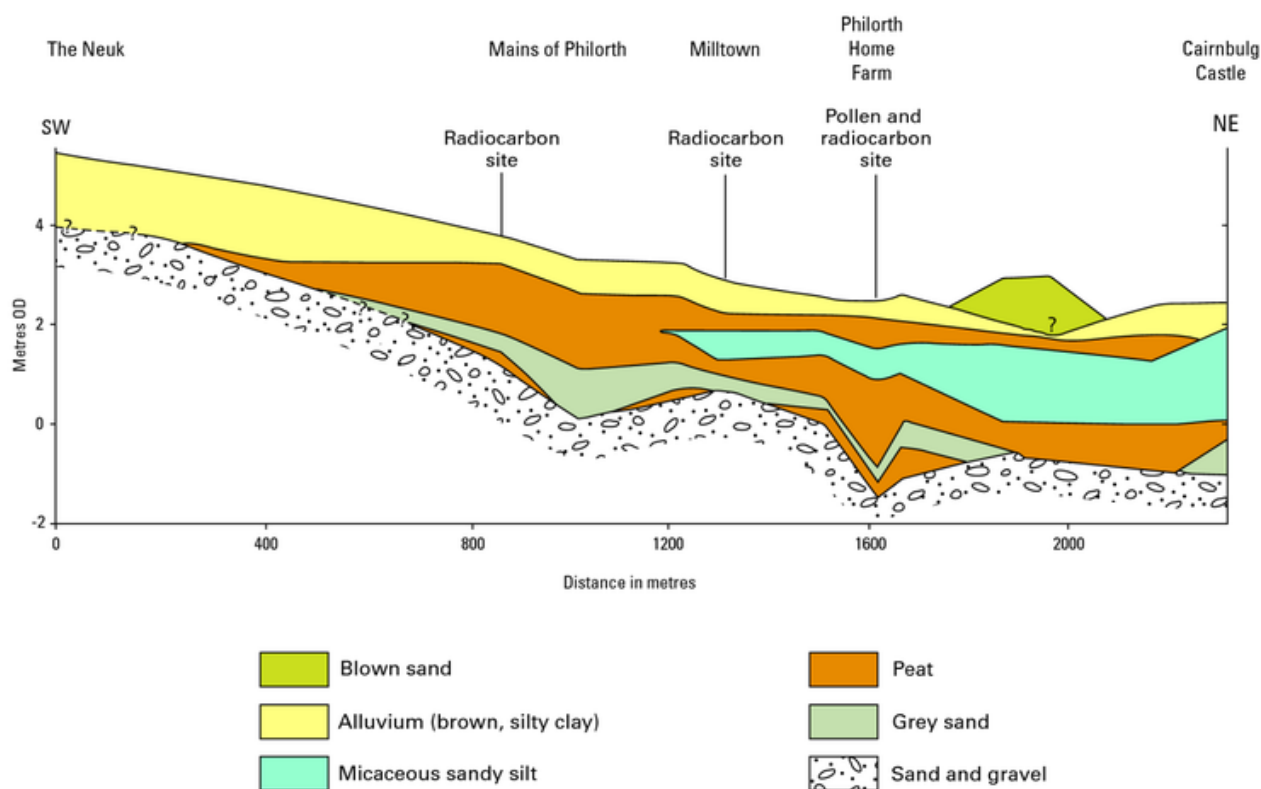 The Neuk
Mains of Philorth
Milltown
Philorth
Home
Farm
Cairnbulg
Castle
SW
Radiocarbon
site
Radiocarbon
site
Pollen and
radiocarbon
site
NE
?
?
?
?
?
4
2
0
-2
Metres OD
0
400
800
1200
1600
2000
Distance in metres
Blown sand
Peat
Alluvium (brown, silty clay)
Grey sand
Micaceous sandy silt
Sand and gravel